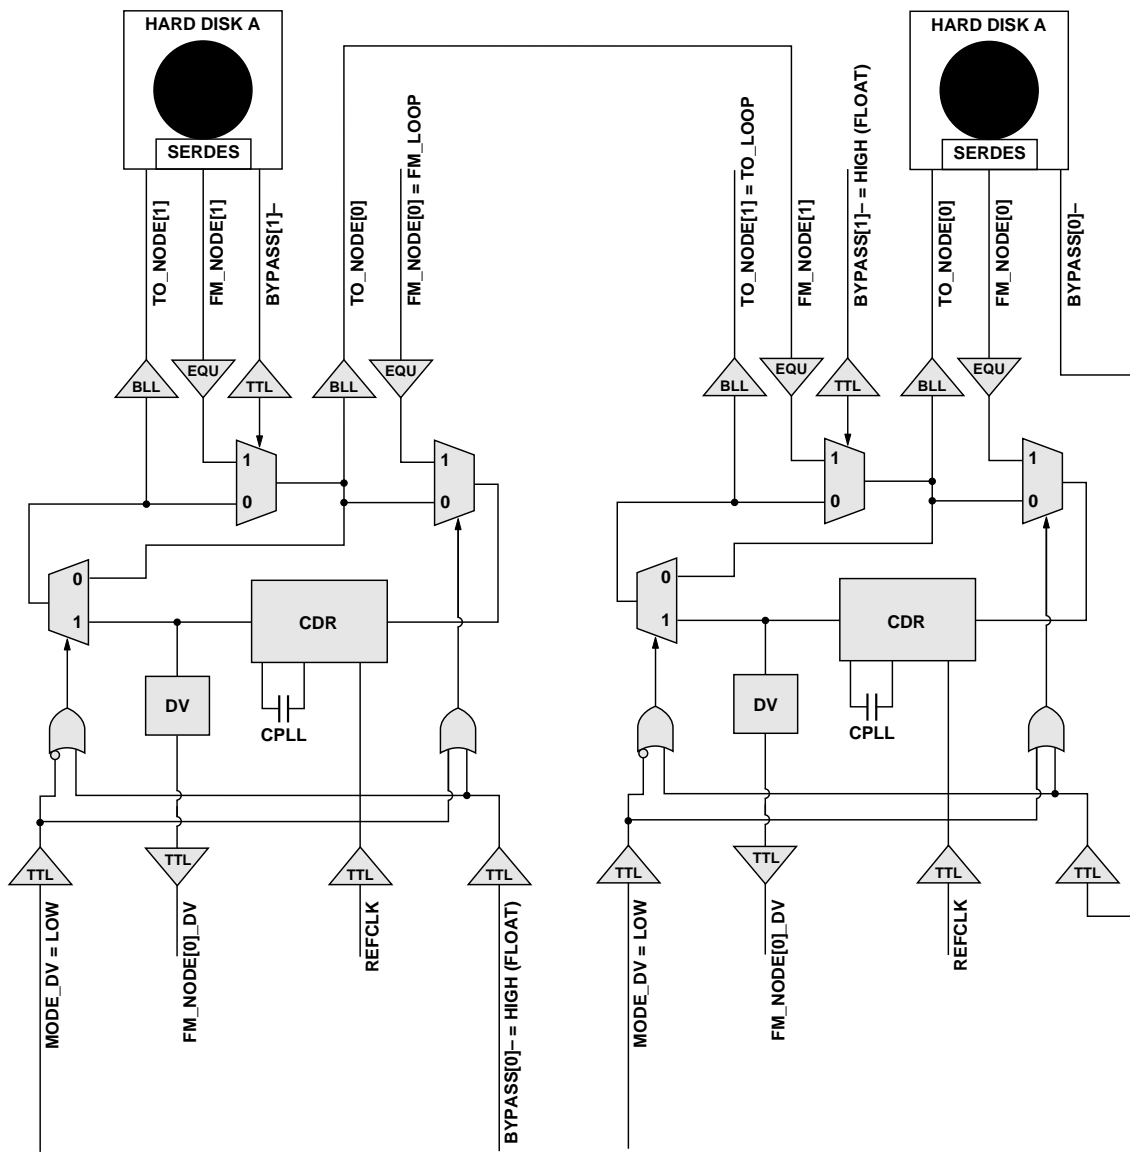 HARD DISK A
SERDES
HARD DISK A
SERDES
TO_NODE[1]
FM_NODE[1]
BYPASS[1]–
TO_NODE[0]
FM_NODE[0] = FM_LOOP
TO_NODE[1] = TO_LOOP
FM_NODE[1]
BYPASS[1]– = HIGH (FLOAT)
TO_NODE[0]
FM_NODE[0]
BYPASS[0]–
BLL
EQU
TTL
BLL
EQU
BLL
EQU
TTL
BLL
EQU
1
0
1
0
1
0
1
0
0
1
CDR
0
1
CDR
DV
CPLL
DV
CPLL
TTL
TTL
TTL
TTL
TTL
TTL
TTL
TTL
MODE_DV = LOW
FM_NODE[0]_DV
REFCLK
BYPASS[0]– = HIGH (FLOAT)
MODE_DV = LOW
FM_NODE[0]_DV
REFCLK